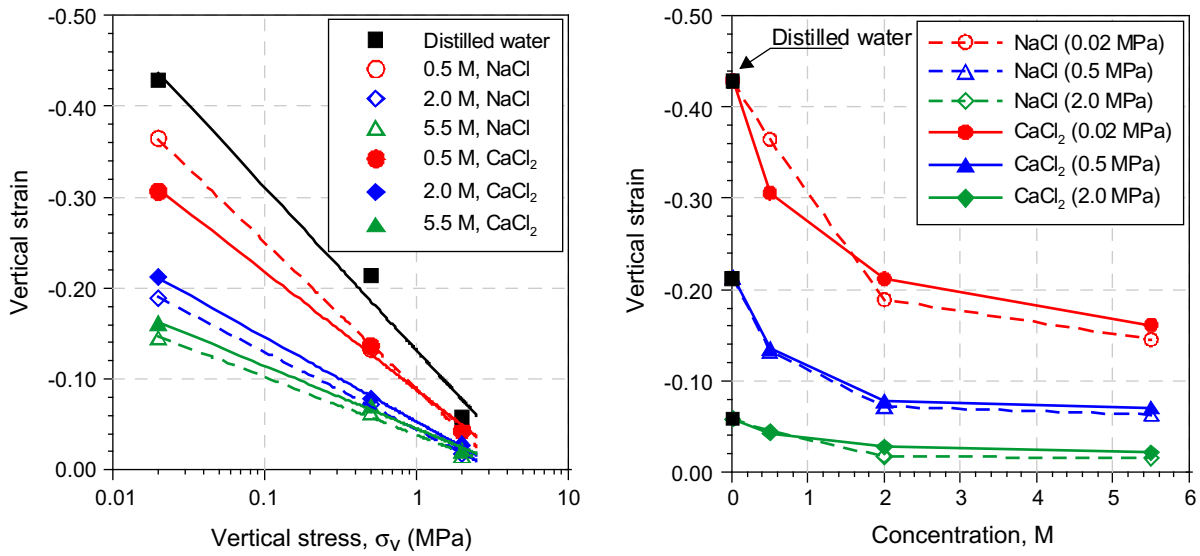 -0.50
-0.40
-0.30
-0.20
-0.10
0.00
Vertical strain
0.01
0.1
1
10
Vertical stress, σᵥ (MPa)
Distilled water
0.5 M, NaCl
2.0 M, NaCl
5.5 M, NaCl
0.5 M, CaCl₂
2.0 M, CaCl₂
5.5 M, CaCl₂
-0.50
-0.40
-0.30
-0.20
-0.10
0.00
Vertical strain
0
1
2
3
4
5
6
Concentration, M
Distilled water
NaCl (0.02 MPa)
NaCl (0.5 MPa)
NaCl (2.0 MPa)
CaCl₂ (0.02 MPa)
CaCl₂ (0.5 MPa)
CaCl₂ (2.0 MPa)